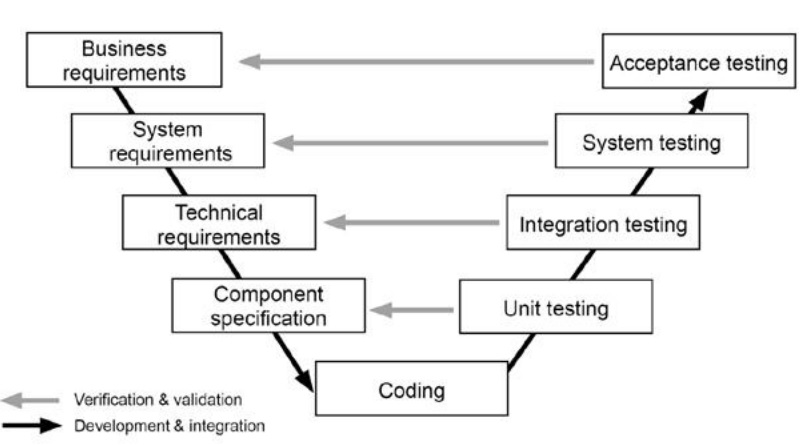 Business
requirements
Acceptance testing
System
requirements
System testing
Technical
requirements
Integration testing
Component
specification
Unit testing
Coding
Verification & validation
Development & integration